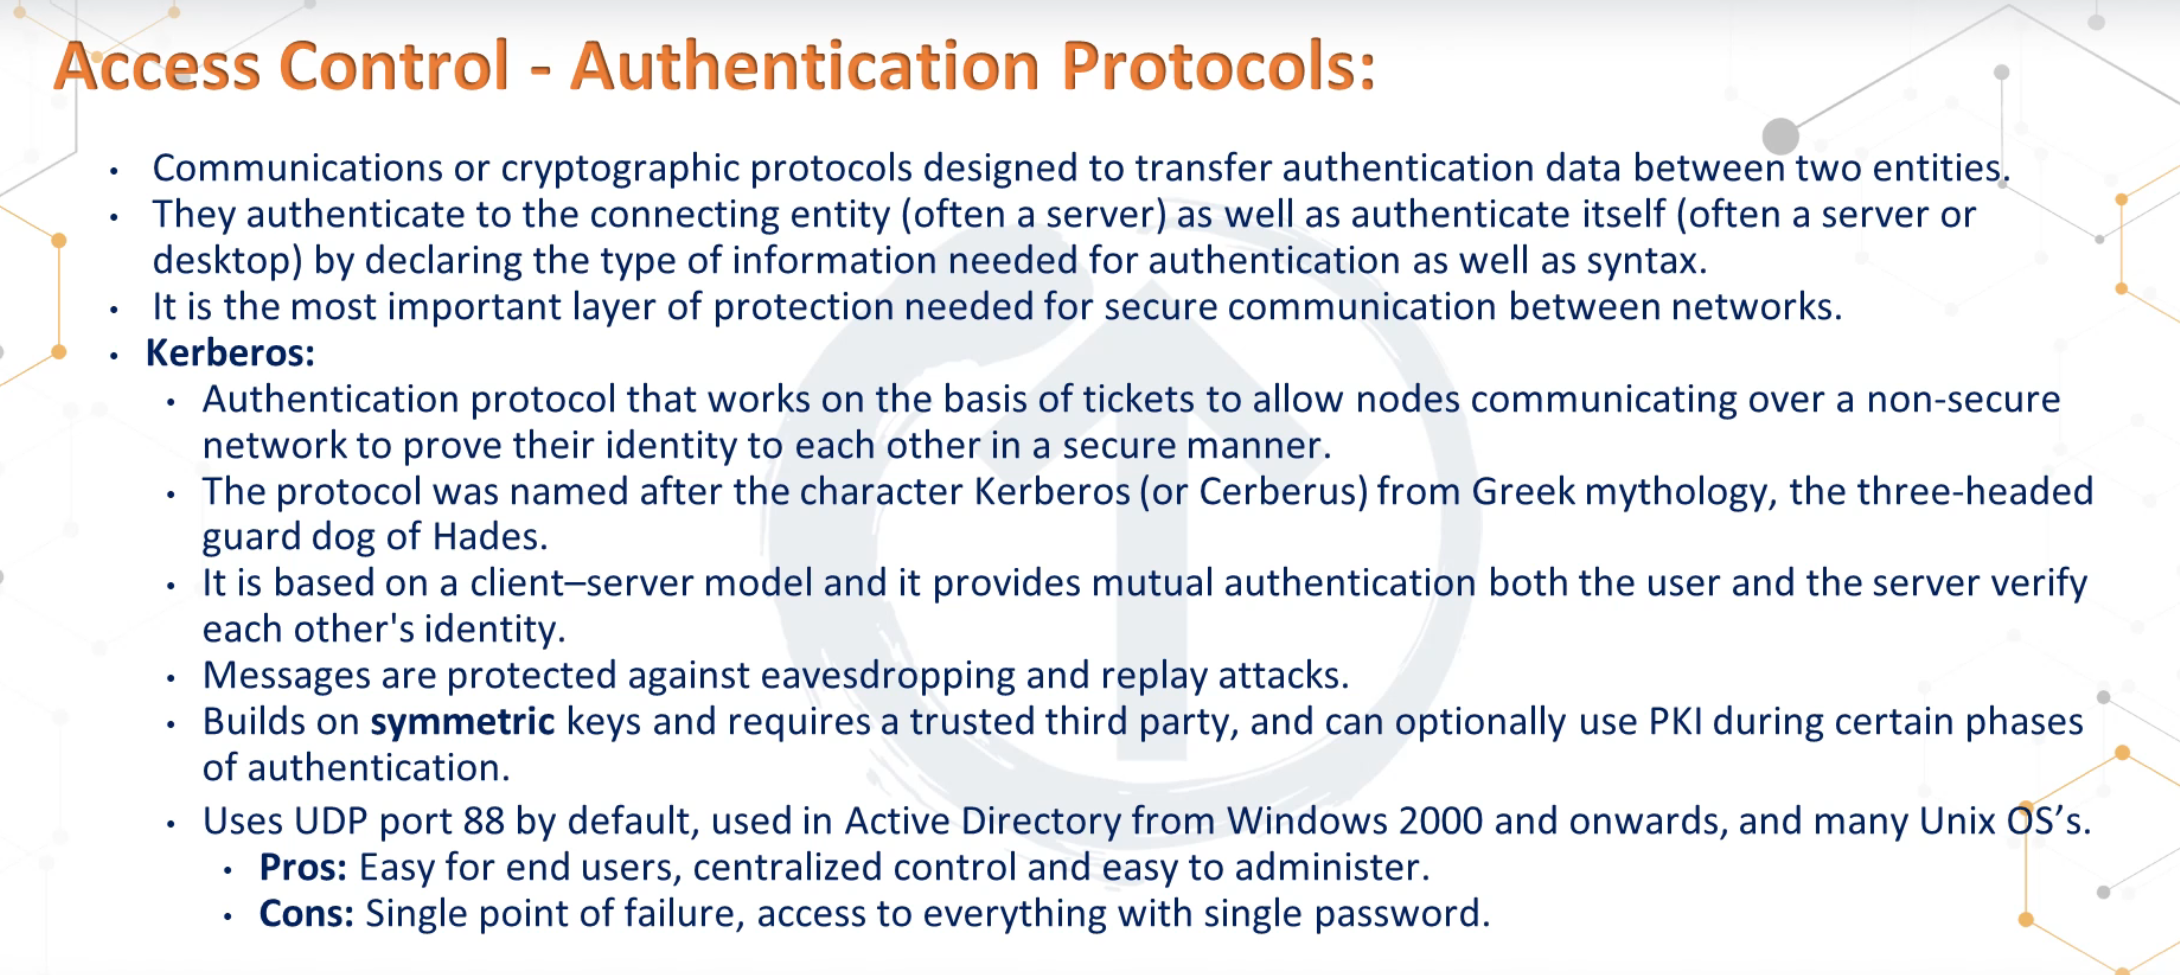 Access Control - Authentication Protocols:
• Communications or cryptographic protocols designed to transfer authentication data between two entities.
• They authenticate to the connecting entity (often a server) as well as authenticate itself (often a server or
desktop) by declaring the type of information needed for authentication as well as syntax.
• It is the most important layer of protection needed for secure communication between networks.
• Kerberos:
• Authentication protocol that works on the basis of tickets to allow nodes communicating over a non-secure
network to prove their identity to each other in a secure manner.
• The protocol was named after the character Kerberos (or Cerberus) from Greek mythology, the three-headed
guard dog of Hades.
• It is based on a client–server model and it provides mutual authentication both the user and the server verify
each other's identity.
• Messages are protected against eavesdropping and replay attacks.
• Builds on symmetric keys and requires a trusted third party, and can optionally use PKI during certain phases
of authentication.
• Uses UDP port 88 by default, used in Active Directory from Windows 2000 and onwards, and many Unix OS’s.
• Pros: Easy for end users, centralized control and easy to administer.
• Cons: Single point of failure, access to everything with single password.